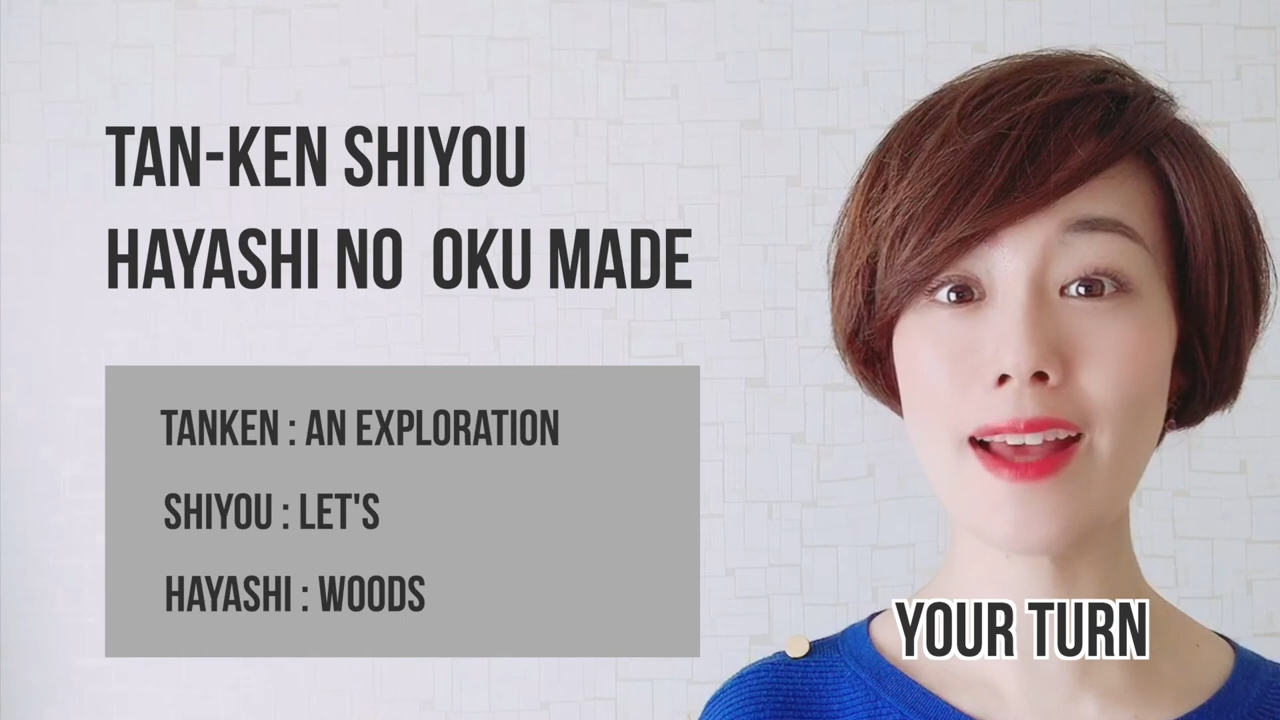 TAN-KEN SHIYOU
HAYASHI NO OKU MADE
TANKEN : AN EXPLORATION
SHIYOU : LET'S
HAYASHI : WOODS
YOUR TURN